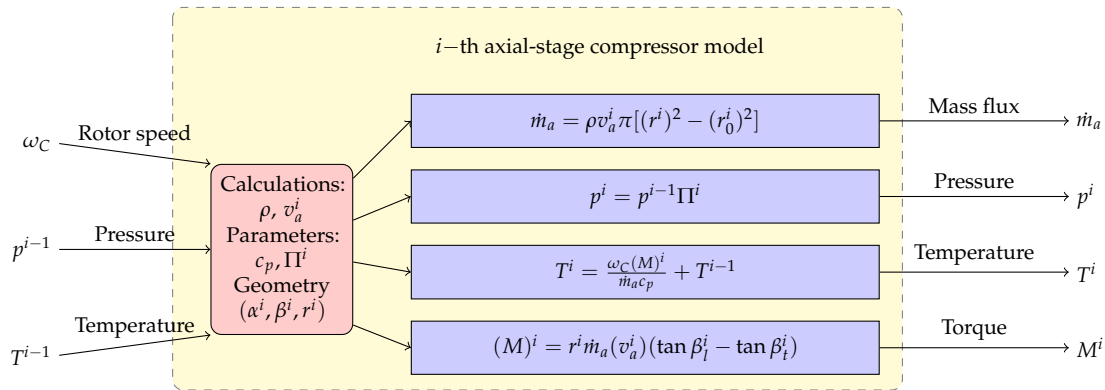 i−th axial-stage compressor model
ω_C
Rotor speed
p^{i−1}
Pressure
T^{i−1}
Temperature
Calculations:
ρ, v_a^i
Parameters:
c_p, Π^i
Geometry
(α^i, β^i, r^i)
ṁ_a = ρv_a^i π[(r^i)^2 − (r_0^i)^2]
Mass flux
ṁ_a
p^i = p^{i−1}Π^i
Pressure
p^i
T^i = \frac{ω_C(M)^i}{ṁ_a c_p} + T^{i−1}
Temperature
T^i
(M)^i = r^i ṁ_a(v_a^i)(tan β_l^i − tan β_t^i)
Torque
M^i